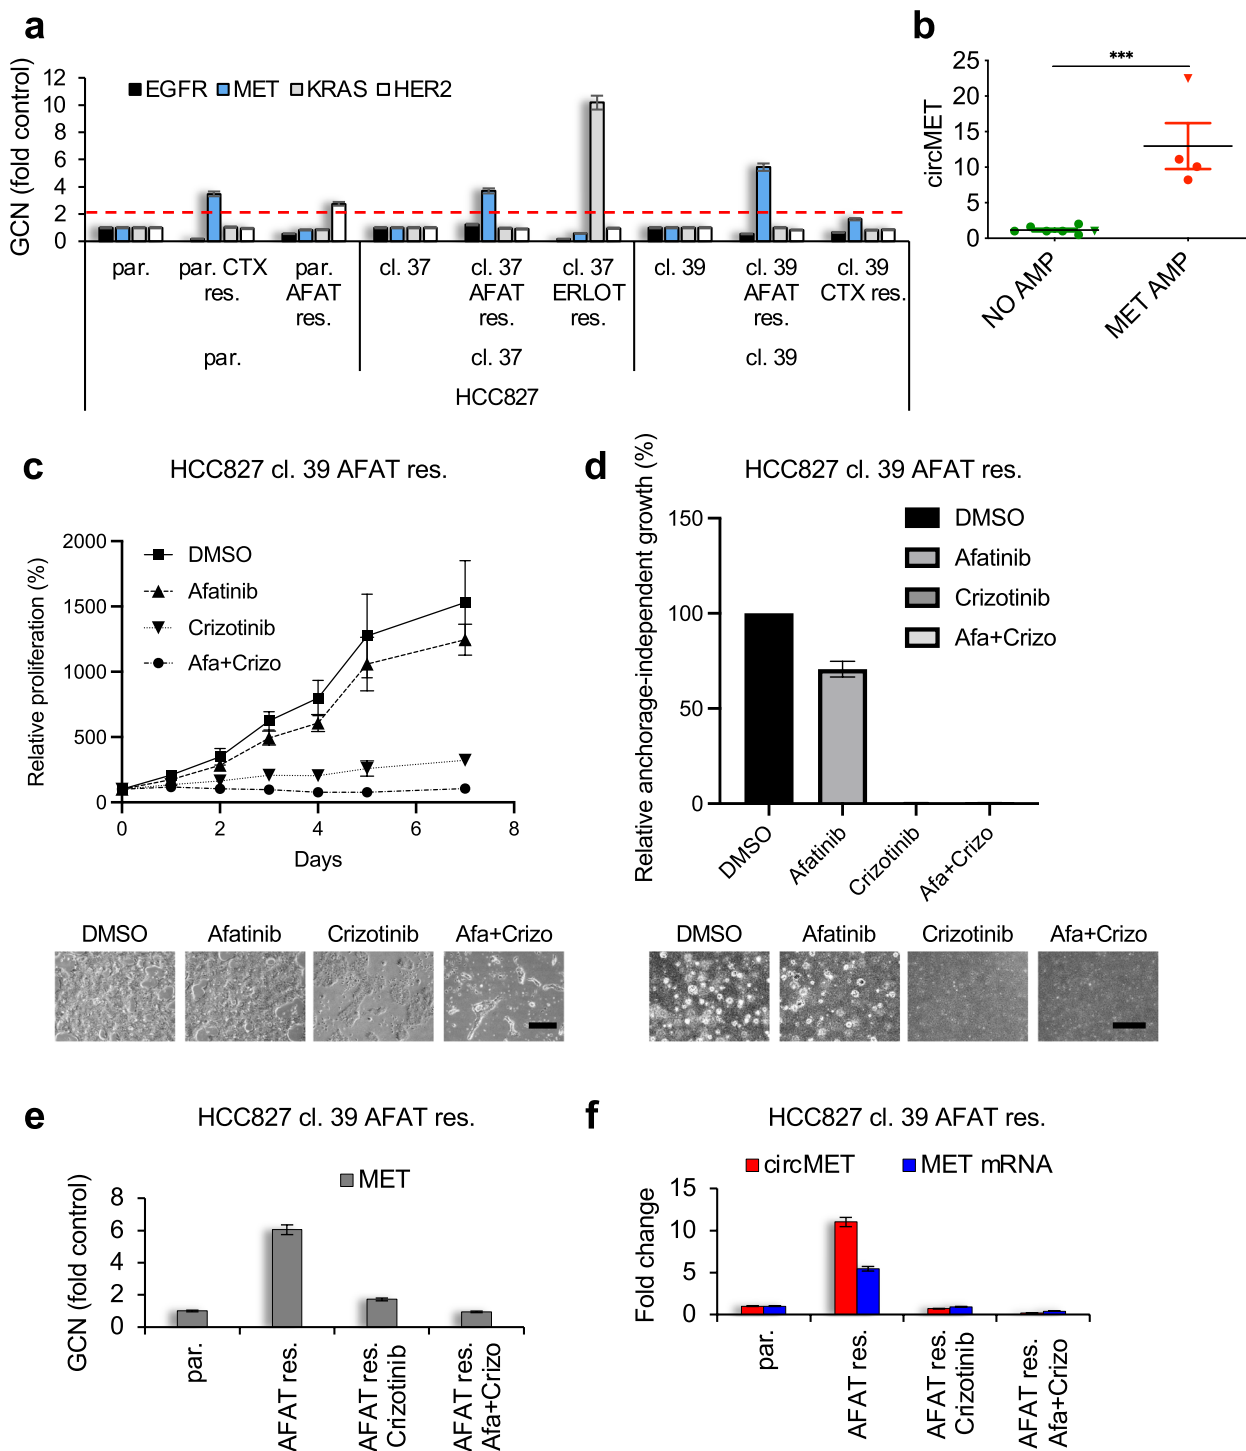 a
GCN (fold control)
12
10
8
6
4
2
0
EGFR MET KRAS HER2
par. par. CTX res. par. AFAT res. cl. 37 cl. 37 AFAT res. cl. 37 ERLOT res. cl. 39 cl. 39 AFAT res. cl. 39 CTX res.
par. cl. 37 cl. 39
HCC827
b
circMET
25
20
15
10
5
0
***
NO AMP MET AMP
c
HCC827 cl. 39 AFAT res.
Relative proliferation (%)
2000
1500
1000
500
0
DMSO
Afatinib
Crizotinib
Afa+Crizo
0 2 4 6 8
Days
DMSO Afatinib Crizotinib Afa+Crizo
d
HCC827 cl. 39 AFAT res.
Relative anchorage-independent growth (%)
150
100
50
0
DMSO
Afatinib
Crizotinib
Afa+Crizo
DMSO Afatinib Crizotinib Afa+Crizo
DMSO Afatinib Crizotinib Afa+Crizo
e
HCC827 cl. 39 AFAT res.
MET
GCN (fold control)
8
6
4
2
0
par.
AFAT res.
AFAT res.
Crizotinib
AFAT res.
Afa+Crizo
f
HCC827 cl. 39 AFAT res.
circMET MET mRNA
Fold change
15
10
5
0
par.
AFAT res.
AFAT res.
Crizotinib
AFAT res.
Afa+Crizo